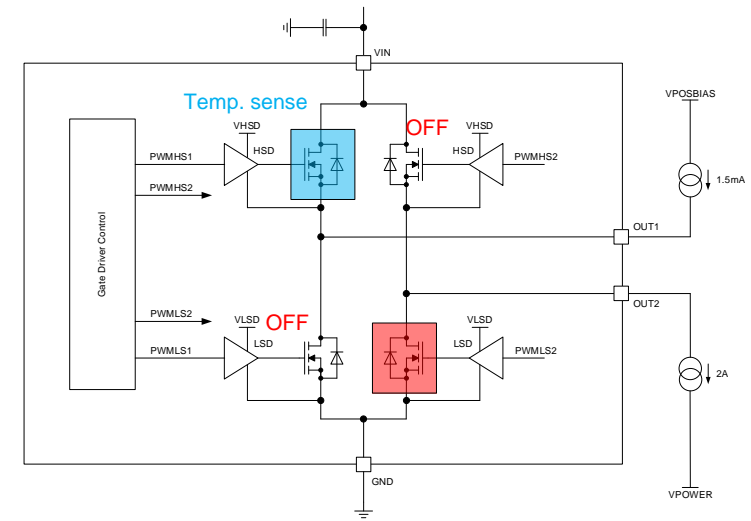 VIN
Temp. sense
VPOSBIAS
VHSD
OFF
VHSD
HSD
HSD
PWMHS1
PWMHS2
1.5mA
PWMHS2
Gate Driver Control
OUT1
OUT2
PWMLS2
VLSD
OFF
VLSD
LSD
LSD
PWMLS1
PWMLS2
2A
GND
VPOWER